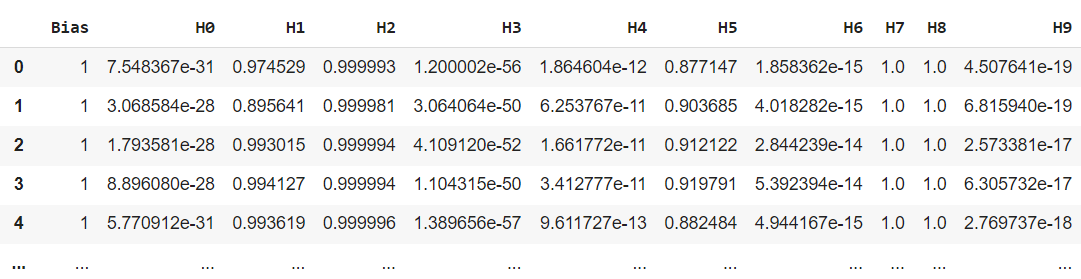 Bias H0 H1 H2 H3 H4 H5 H6 H7 H8 H9
0 1 7.548367e-31 0.974529 0.999993 1.200002e-56 1.864604e-12 0.877147 1.858362e-15 1.0 1.0 4.507641e-19
1 1 3.068584e-28 0.895641 0.999981 3.064064e-50 6.253767e-11 0.903685 4.018282e-15 1.0 1.0 6.815940e-19
2 1 1.793581e-28 0.993015 0.999994 4.109120e-52 1.661772e-11 0.912122 2.844239e-14 1.0 1.0 2.573381e-17
3 1 8.896080e-28 0.994127 0.999994 1.104315e-50 3.412777e-11 0.919791 5.392394e-14 1.0 1.0 6.305732e-17
4 1 5.770912e-31 0.993619 0.999996 1.389656e-57 9.611727e-13 0.882484 4.944167e-15 1.0 1.0 2.769737e-18
... ... ... ... ... ... ... ... ... ... ... ...